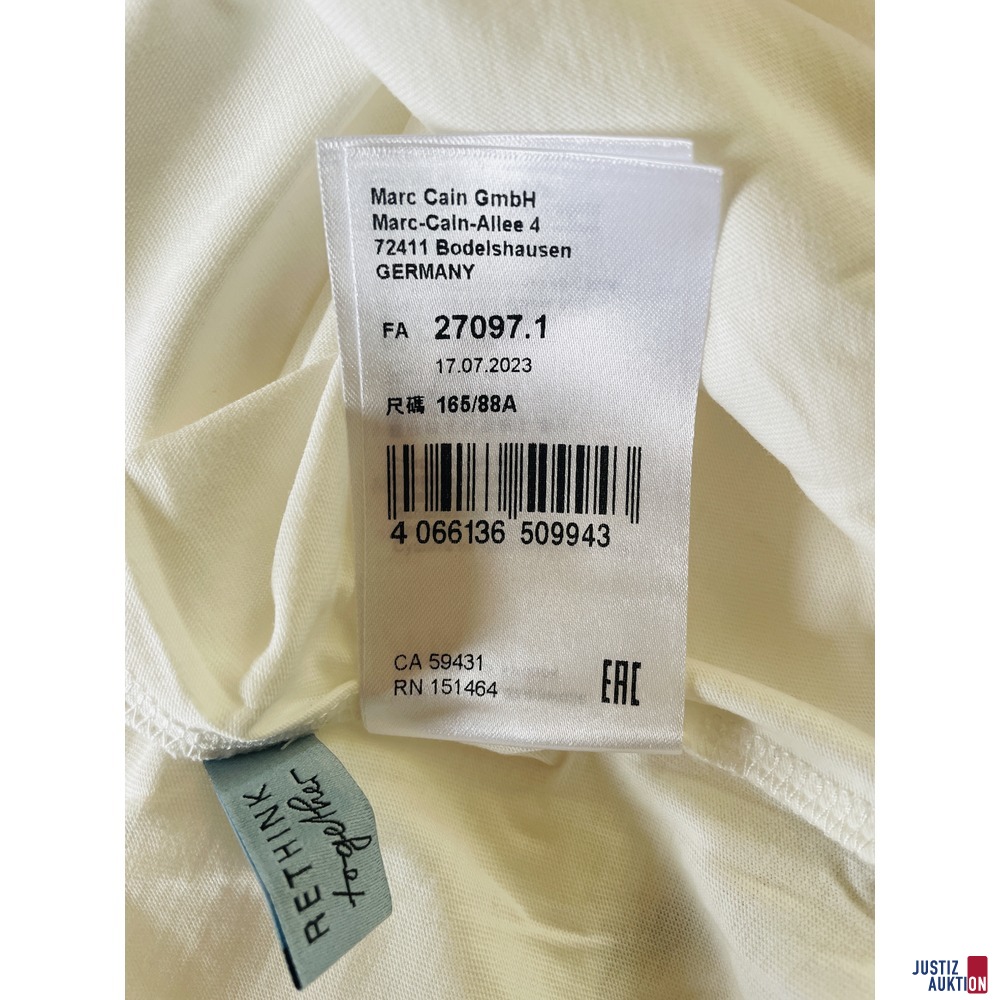 Marc Cain GmbH
Marc-Cain-Allee 4
72411 Bodelshausen
GERMANY
FA 27097.1
17.07.2023
尺碼 165/88A
4 066136 509943
CA 59431
RN 151464
EAC
RETHINK
together
JUSTIZ
AUKTION